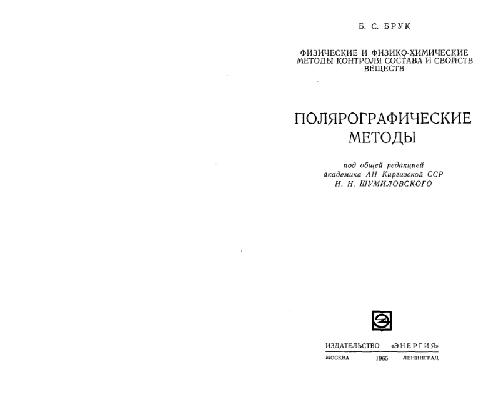 Б. С. БРУК
ФИЗИЧЕСКИЕ И ФИЗИКО-ХИМИЧЕСКИЕ
МЕТОДЫ КОНТРОЛЯ СОСТАВА И СВОЙСТВ
ВЕЩЕСТВ
ПОЛЯРОГРАФИЧЕСКИЕ
МЕТОДЫ
под общей редакцией
академика АН Киргизской ССР
Н. Н. ШУМИЛОВСКОГО
ИЗДАТЕЛЬСТВО «ЭНЕРГИЯ»
МОСКВА 1965 ЛЕНИНГРАД